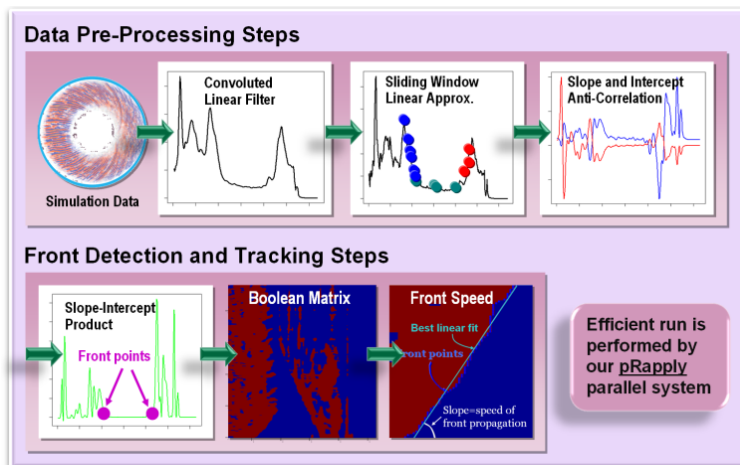 Data Pre-Processing Steps
Simulation Data
Convoluted
Linear Filter
Sliding Window
Linear Approx.
Slope and Intercept
Anti-Correlation
Front Detection and Tracking Steps
Slope-Intercept
Product
Front points
Boolean Matrix
Front Speed
Best linear fit
ront points
Slope=speed of
front propagation
Efficient run is
performed by
our pRapply
parallel system